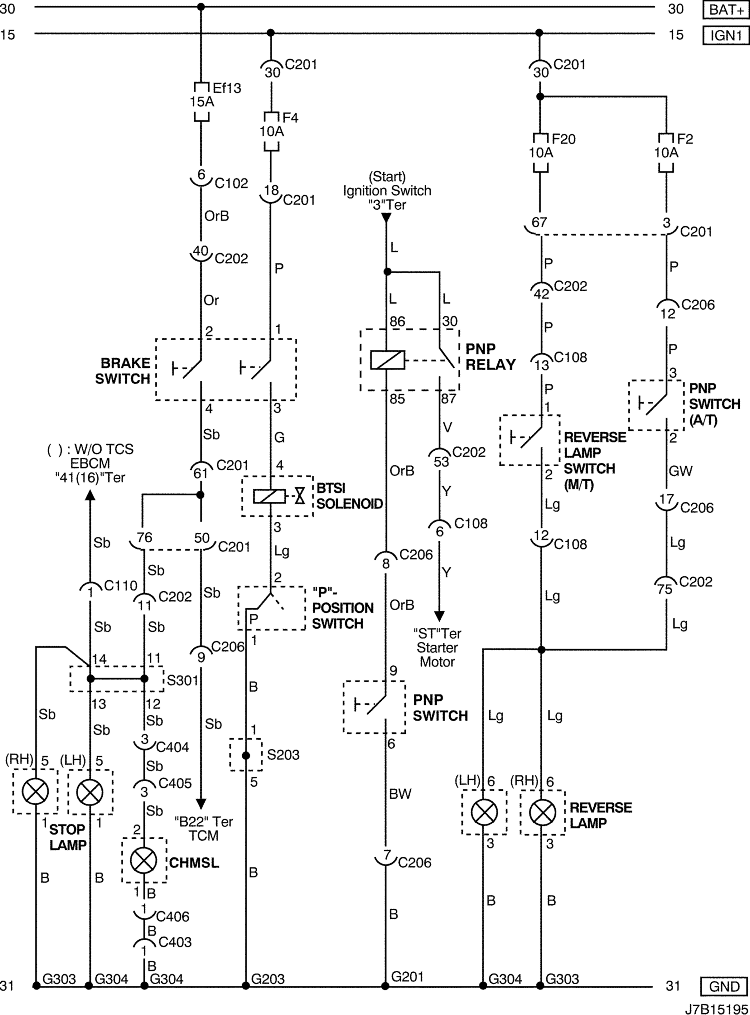 30 30 BAT+
15 15 IGN1
30 C201 30 C201
Ef13
15A
F4
10A
F20
10A
F2
10A
6 C102
18 C201
(Start)
Ignition Switch
"3"Ter
OrB
67 3 C201
40 C202
P
L
P P
Or
L L
42 C202
12 C206
P P
2 1
86 30
BRAKE
SWITCH
PNP
RELAY
13 C108
P
3
PNP
SWITCH
(A/T)
4 3
85 87
1
2
REVERSE
LAMP
SWITCH
(M/T)
2
Sb G
V
GW
( ) : W/O TCS
EBCM
"41(16)"Ter
61 C201
4
BTSI
SOLENOID
3
OrB
53 C202
Y
Lg
17 C206
76 50 C201
Sb
Sb
Lg
6 C108
12 C108
Lg
1 C110
11 C202
Sb
2
"P"-
POSITION
SWITCH
P
1
8 C206
Y
Lg
75 C202
Sb Sb
OrB
"ST"Ter
Starter
Motor
Lg
14 11
9 C206
S301
13 12
B
9
PNP
SWITCH
6
Sb Sb Sb Sb
3 C404
1
S203
5
Lg Lg
Sb
(RH) 5 (LH) 5
3 C405
(LH) 6 (RH) 6
REVERSE
LAMP
Sb
BW
1 1
STOP
LAMP
"B22" Ter
TCM
2
CHMSL
3 3
7 C206
B B
1 B
B
1 C406
B
B
B B
1 C403
B
31 G303 G304 G304 G203 G201 G304 G303 31 GND
J7B15195